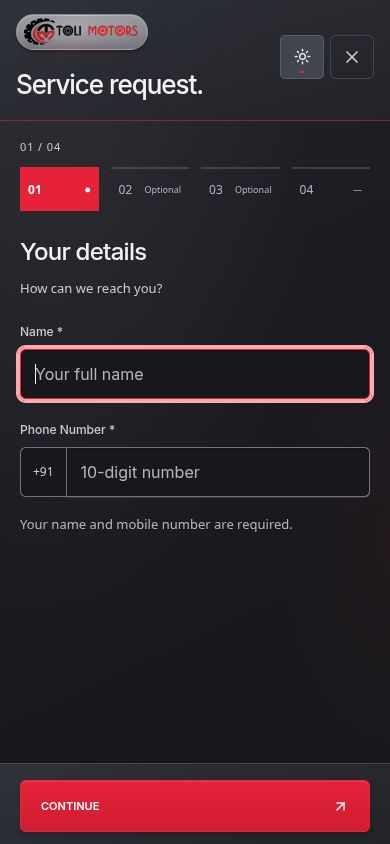 TOLI MOTORS
Service request.
01 / 04
01 02 Optional 03 Optional 04 —
Your details
How can we reach you?
Name *
Your full name
Phone Number *
+91 10-digit number
Your name and mobile number are required.
CONTINUE